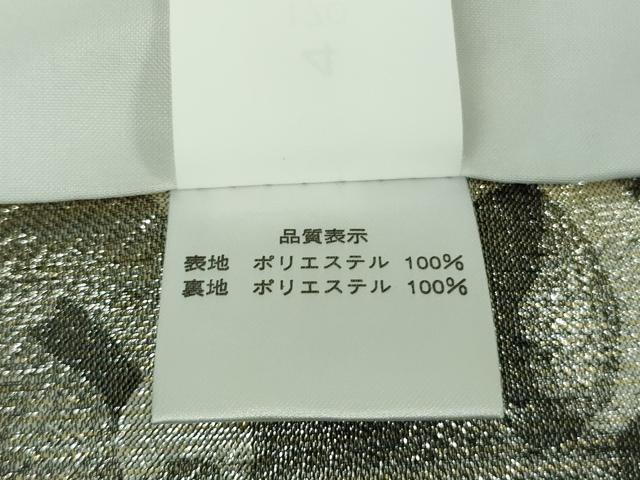 品質表示
表地 ポリエステル 100%
裏地 ポリエステル 100%